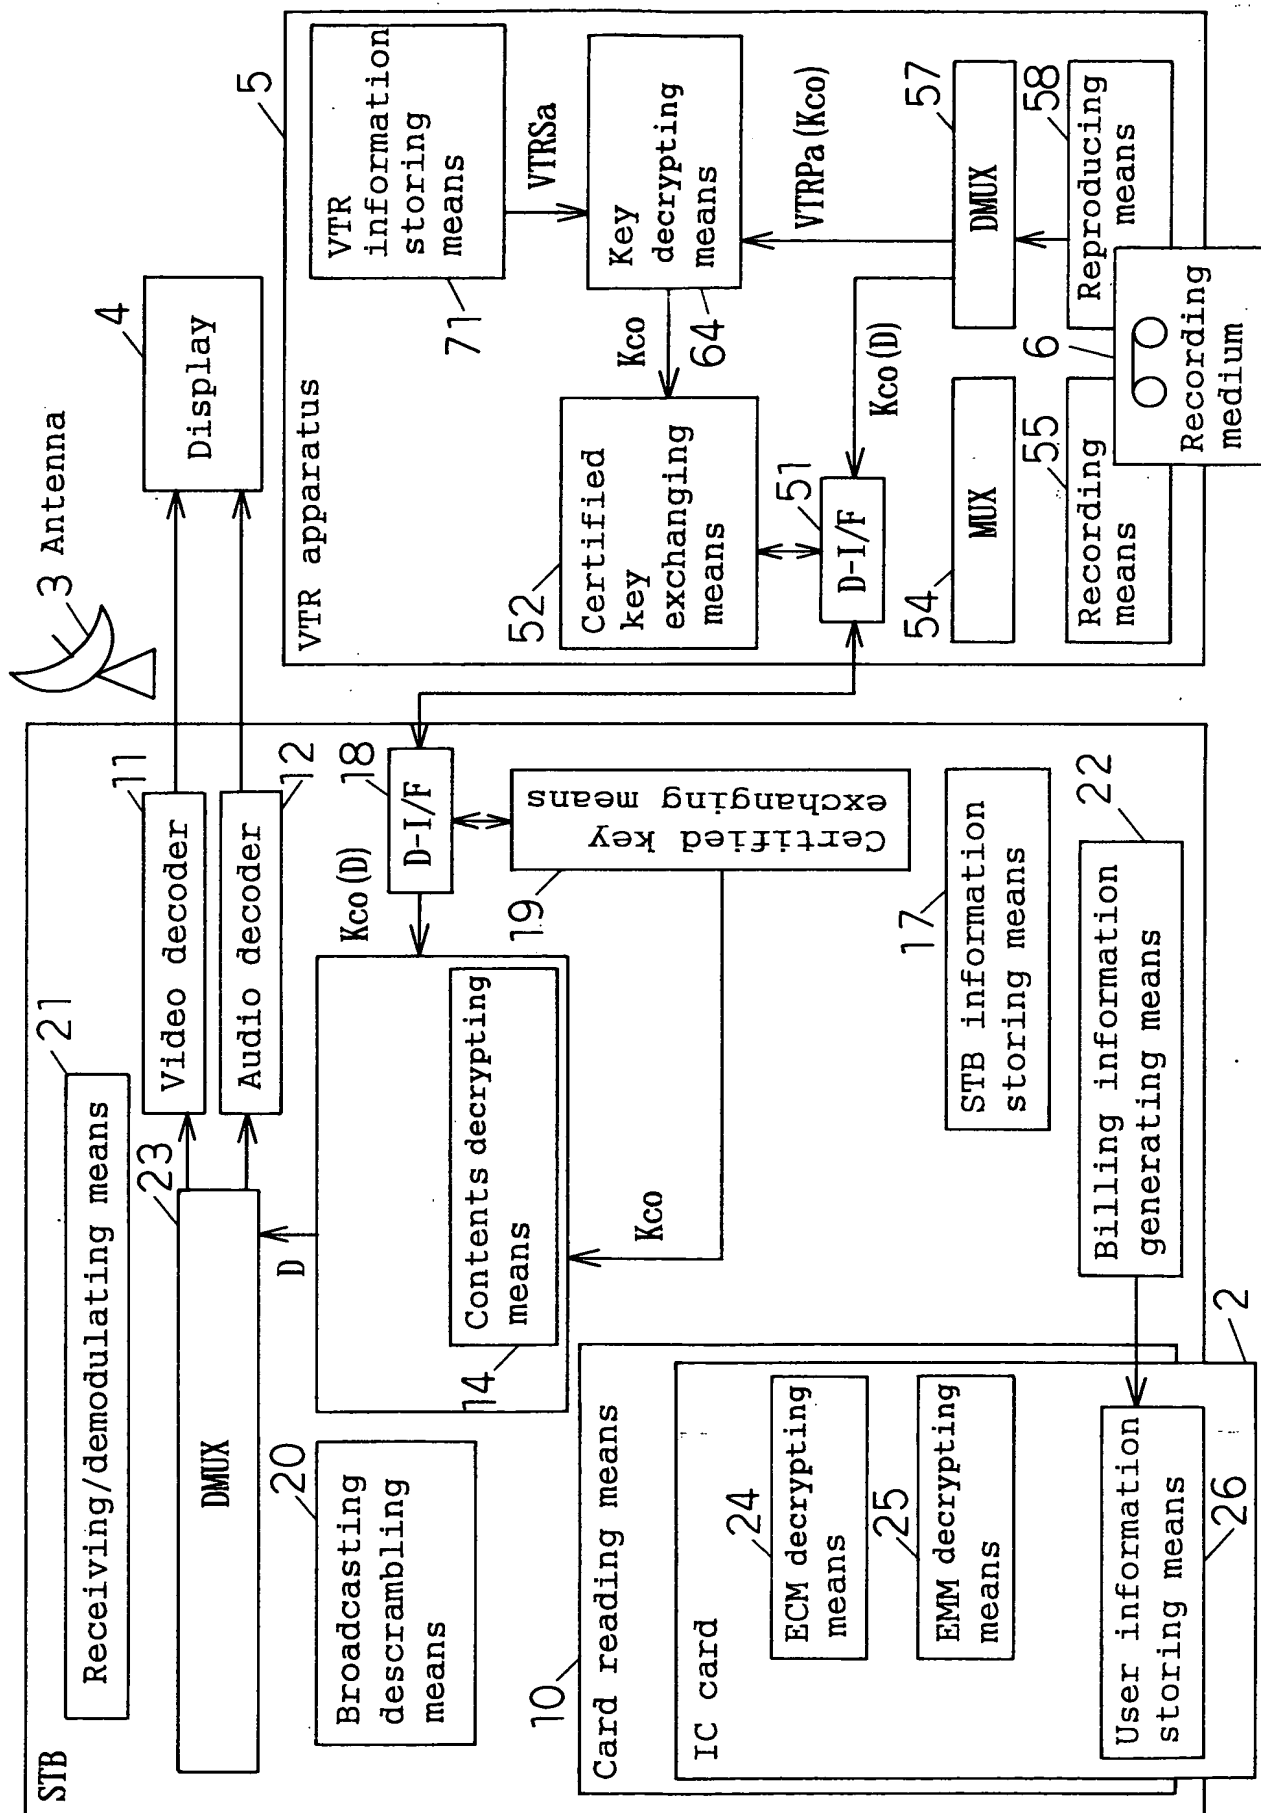 STB
Receiving/demodulating means
21
DMUX
23
Video decoder
11
Audio decoder
12
3 Antenna
4
Display
Broadcasting
descrambling
means
20
D
Contents decrypting
means
14
Kco(D)
D-I/F
18
Certified key
exchanging means
19
Kco
STB information
storing means
17
Billing information
generating means
22
Card reading means
10
IC card
2
ECM decrypting
means
24
EMM decrypting
means
25
User information
storing means
26
VTR apparatus
5
VTR
information
storing
means
71
VTRSa
Key
decrypting
means
64
Kco
Certified
key
exchanging
means
52
D-I/F
51
Kco(D)
VTRPa(Kco)
MUX
54
DMUX
57
Recording
means
55
Reproducing
means
58
6
Recording
medium